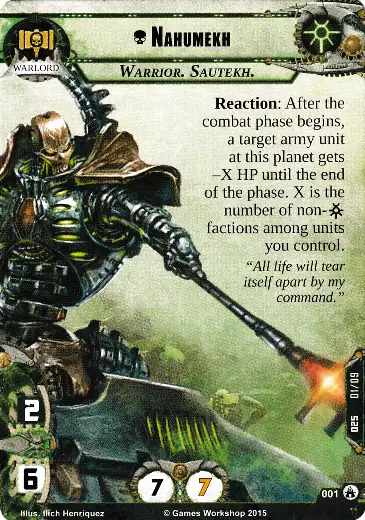 Nahumekh
WARLORD
Warrior. Sautekh.
Reaction: After the
combat phase begins,
a target army unit
at this planet gets
–X HP until the end
of the phase. X is the
number of non-
factions among units
you control.
“All life will tear
itself apart by my
command.”
2
6
7 7
025 01/09
001
Illus. Ilich Henriquez
© Games Workshop 2015